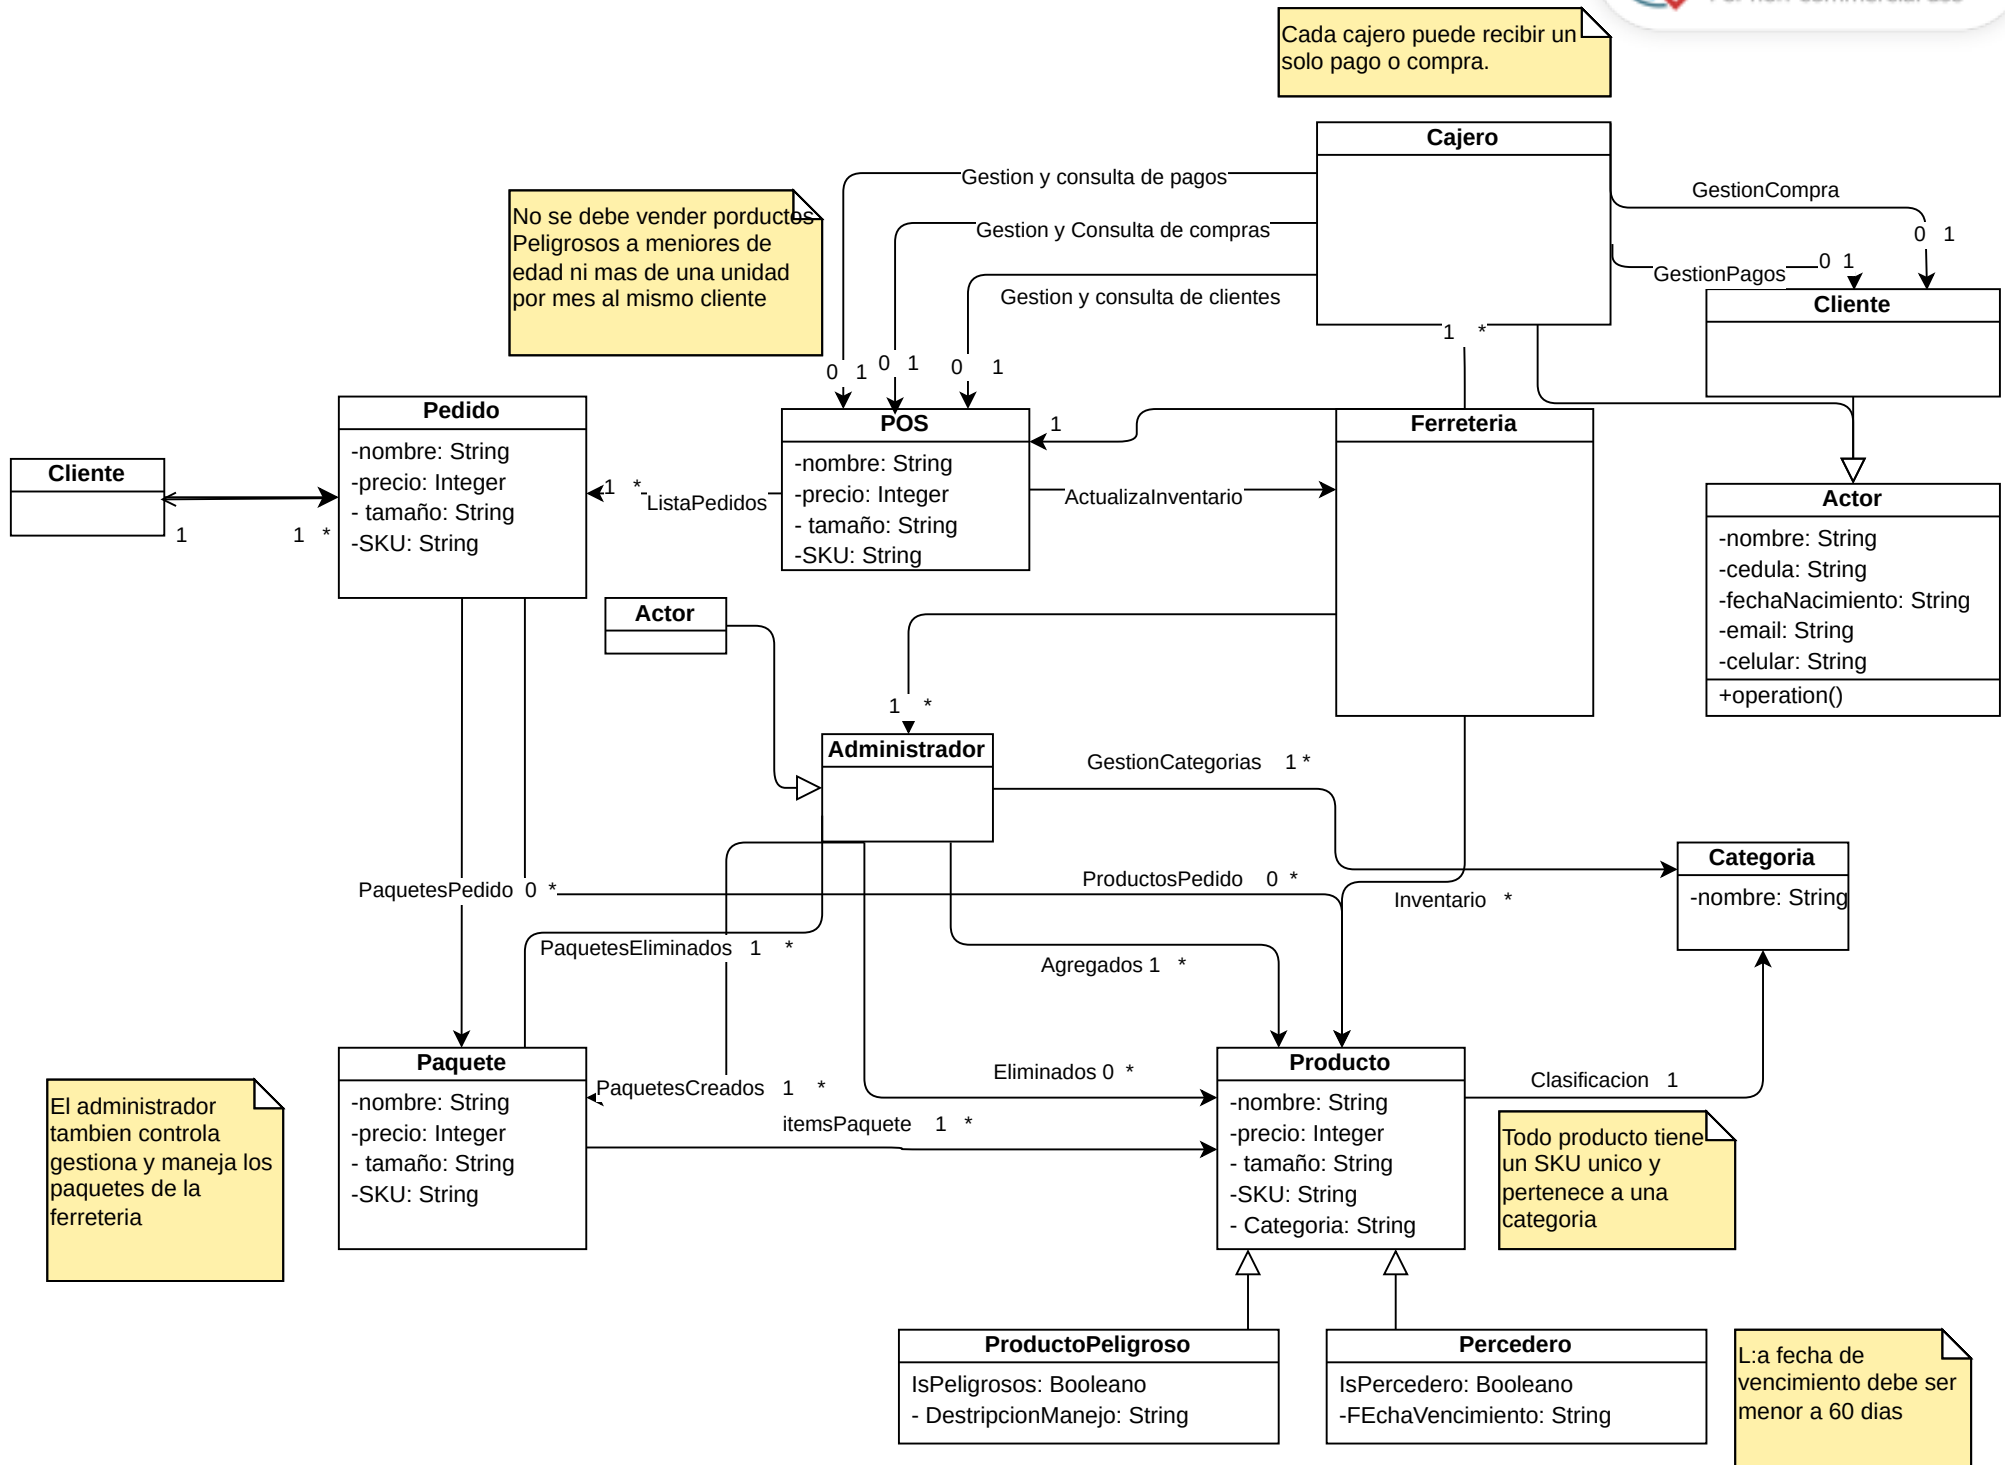 Cada cajero puede recibir un
solo pago o compra.
Cajero
Gestion y consulta de pagos
GestionCompra
No se debe vender porductos
Peligrosos a meniores de
edad ni mas de una unidad
por mes al mismo cliente
Gestion y Consulta de compras
0 1
GestionPagos
0 1
Gestion y consulta de clientes
Cliente
1 *
0 1
0 1
0 1
Pedido
-nombre: String
-precio: Integer
- tamaño: String
-SKU: String
POS
-nombre: String
-precio: Integer
- tamaño: String
-SKU: String
1
Ferreteria
Cliente
1
1 *
1 *
ListaPedidos
ActualizaInventario
Actor
-nombre: String
-cedula: String
-fechaNacimiento: String
-email: String
-celular: String
+operation()
Actor
1 *
Administrador
GestionCategorias 1 *
Categoria
-nombre: String
PaquetesPedido 0 *
ProductosPedido 0 *
Inventario *
PaquetesEliminados 1 *
Agregados 1 *
Paquete
-nombre: String
-precio: Integer
- tamaño: String
-SKU: String
PaquetesCreados 1 *
Eliminados 0 *
itemsPaquete 1 *
Producto
-nombre: String
-precio: Integer
- tamaño: String
-SKU: String
- Categoria: String
Clasificacion 1
El administrador
tambien controla
gestiona y maneja los
paquetes de la
ferreteria
Todo producto tiene
un SKU unico y
pertenece a una
categoria
ProductoPeligroso
IsPeligrosos: Booleano
- DestripcionManejo: String
Percedero
IsPercedero: Booleano
-FEchaVencimiento: String
L:a fecha de
vencimiento debe ser
menor a 60 dias